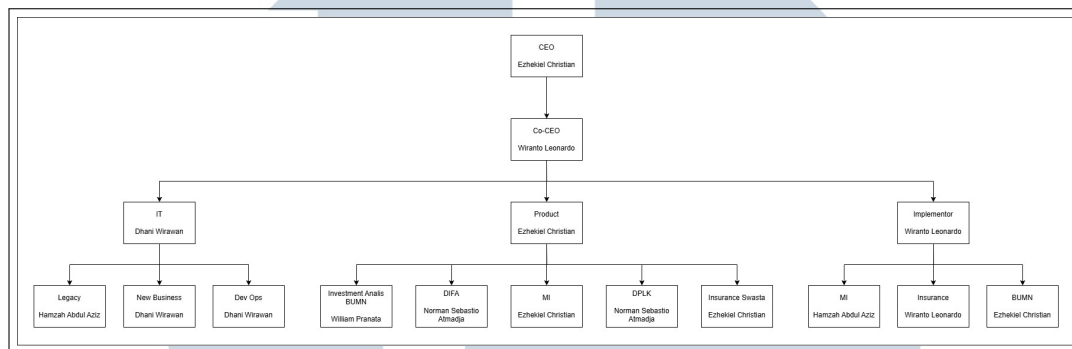 CEO
Ezhekiel Christian
Co-CEO
Wiranto Leonardo
IT
Dhani Wirawan
Product
Ezhekiel Christian
Implementor
Wiranto Leonardo
Legacy
Hamzah Abdul Aziz
New Business
Dhani Wirawan
Dev Ops
Dhani Wirawan
Investment Analis
BUMN
William Pranata
DIFA
Norman Sebastio
Atmadja
MI
Ezhekiel Christian
DPLK
Norman Sebastio
Atmadja
Insurance Swasta
Ezhekiel Christian
MI
Hamzah Abdul Aziz
Insurance
Wiranto Leonardo
BUMN
Ezhekiel Christian